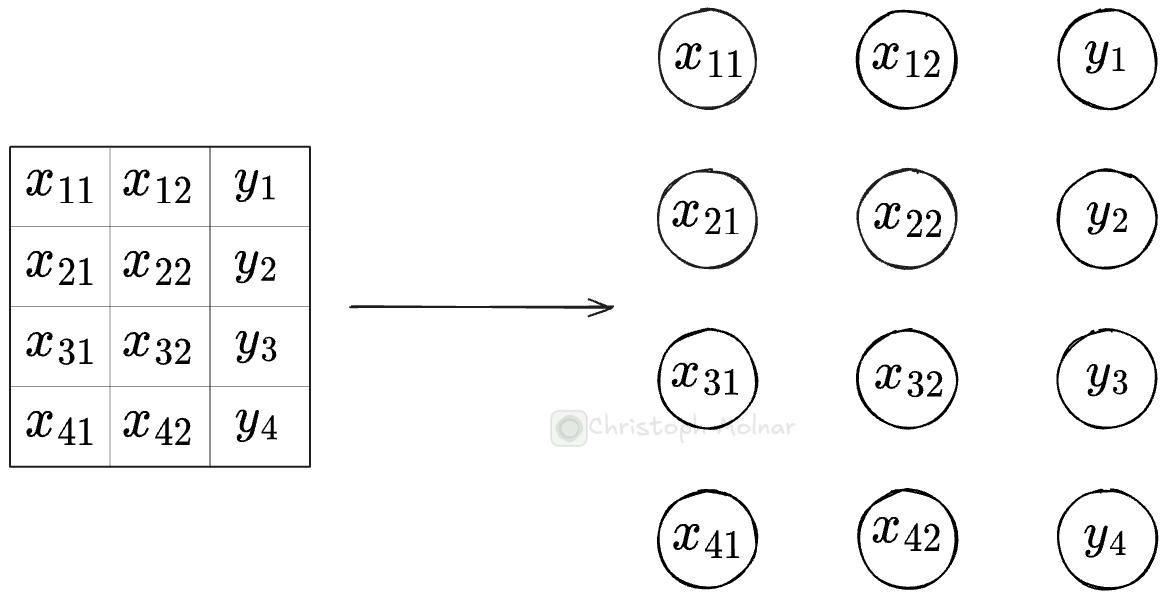 x₁₁ x₁₂ y₁
x₂₁ x₂₂ y₂
x₃₁ x₃₂ y₃
x₄₁ x₄₂ y₄
x₁₁ x₁₂ y₁
x₂₁ x₂₂ y₂
x₃₁ x₃₂ y₃
Christoph Molnar
x₄₁ x₄₂ y₄